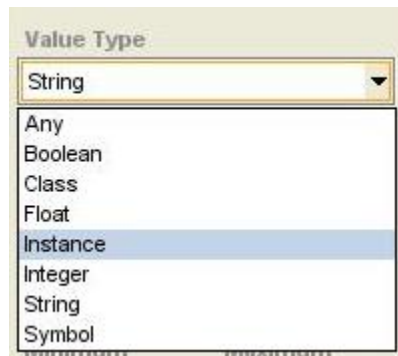 Value Type
String
Any
Boolean
Class
Float
Instance
Integer
String
Symbol